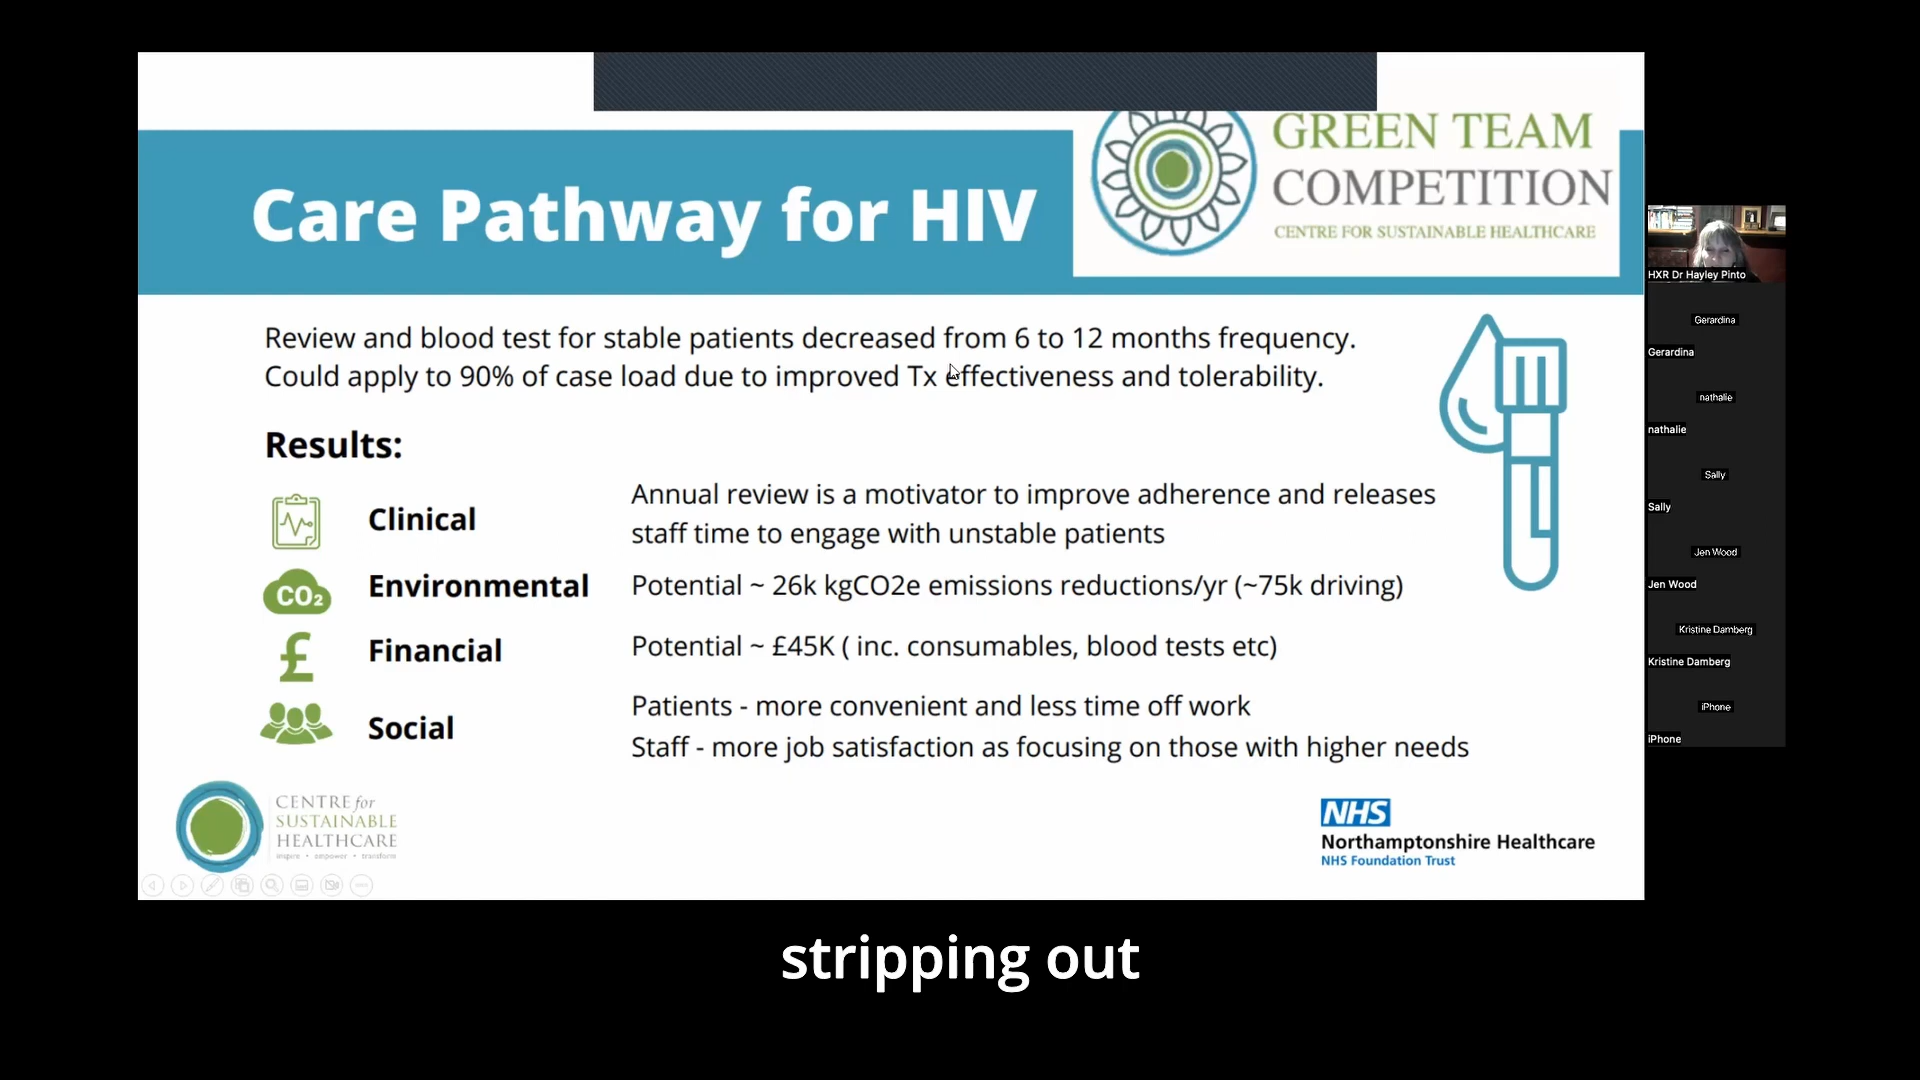 GREEN TEAM
COMPETITION
CENTRE FOR SUSTAINABLE HEALTHCARE
Care Pathway for HIV
Review and blood test for stable patients decreased from 6 to 12 months frequency.
Could apply to 90% of case load due to improved Tx effectiveness and tolerability.
Results:
Clinical
Annual review is a motivator to improve adherence and releases
staff time to engage with unstable patients
CO₂
Environmental
Potential ~ 26k kgCO2e emissions reductions/yr (~75k driving)
£
Financial
Potential ~ £45K ( inc. consumables, blood tests etc)
Social
Patients - more convenient and less time off work
Staff - more job satisfaction as focusing on those with higher needs
CENTRE for
SUSTAINABLE
HEALTHCARE
inspire • empower • transform
NHS
Northamptonshire Healthcare
NHS Foundation Trust
HXR Dr Hayley Pinto
Gerardina
Gerardina
nathalie
nathalie
Sally
Sally
Jen Wood
Jen Wood
Kristine Damberg
Kristine Damberg
iPhone
iPhone
stripping out